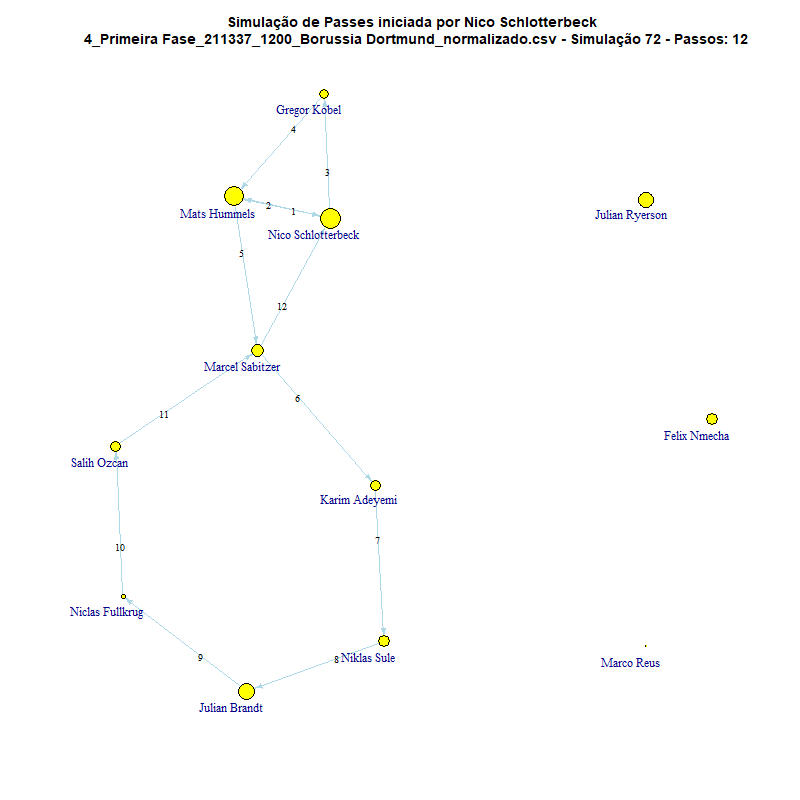 Simulação de Passes iniciada por Nico Schlotterbeck
4_Primeira Fase_211337_1200_Borussia Dortmund_normalizado.csv - Simulação 72 - Passos: 12
Gregor Kobel
4
3
2
1
Mats Hummels
Julian Ryerson
Nico Schlotterbeck
5
12
Marcel Sabitzer
6
11
Felix Nmecha
Salih Ozcan
Karim Adeyemi
7
10
Niclas Fullkrug
9
8
Niklas Sule
Marco Reus
Julian Brandt